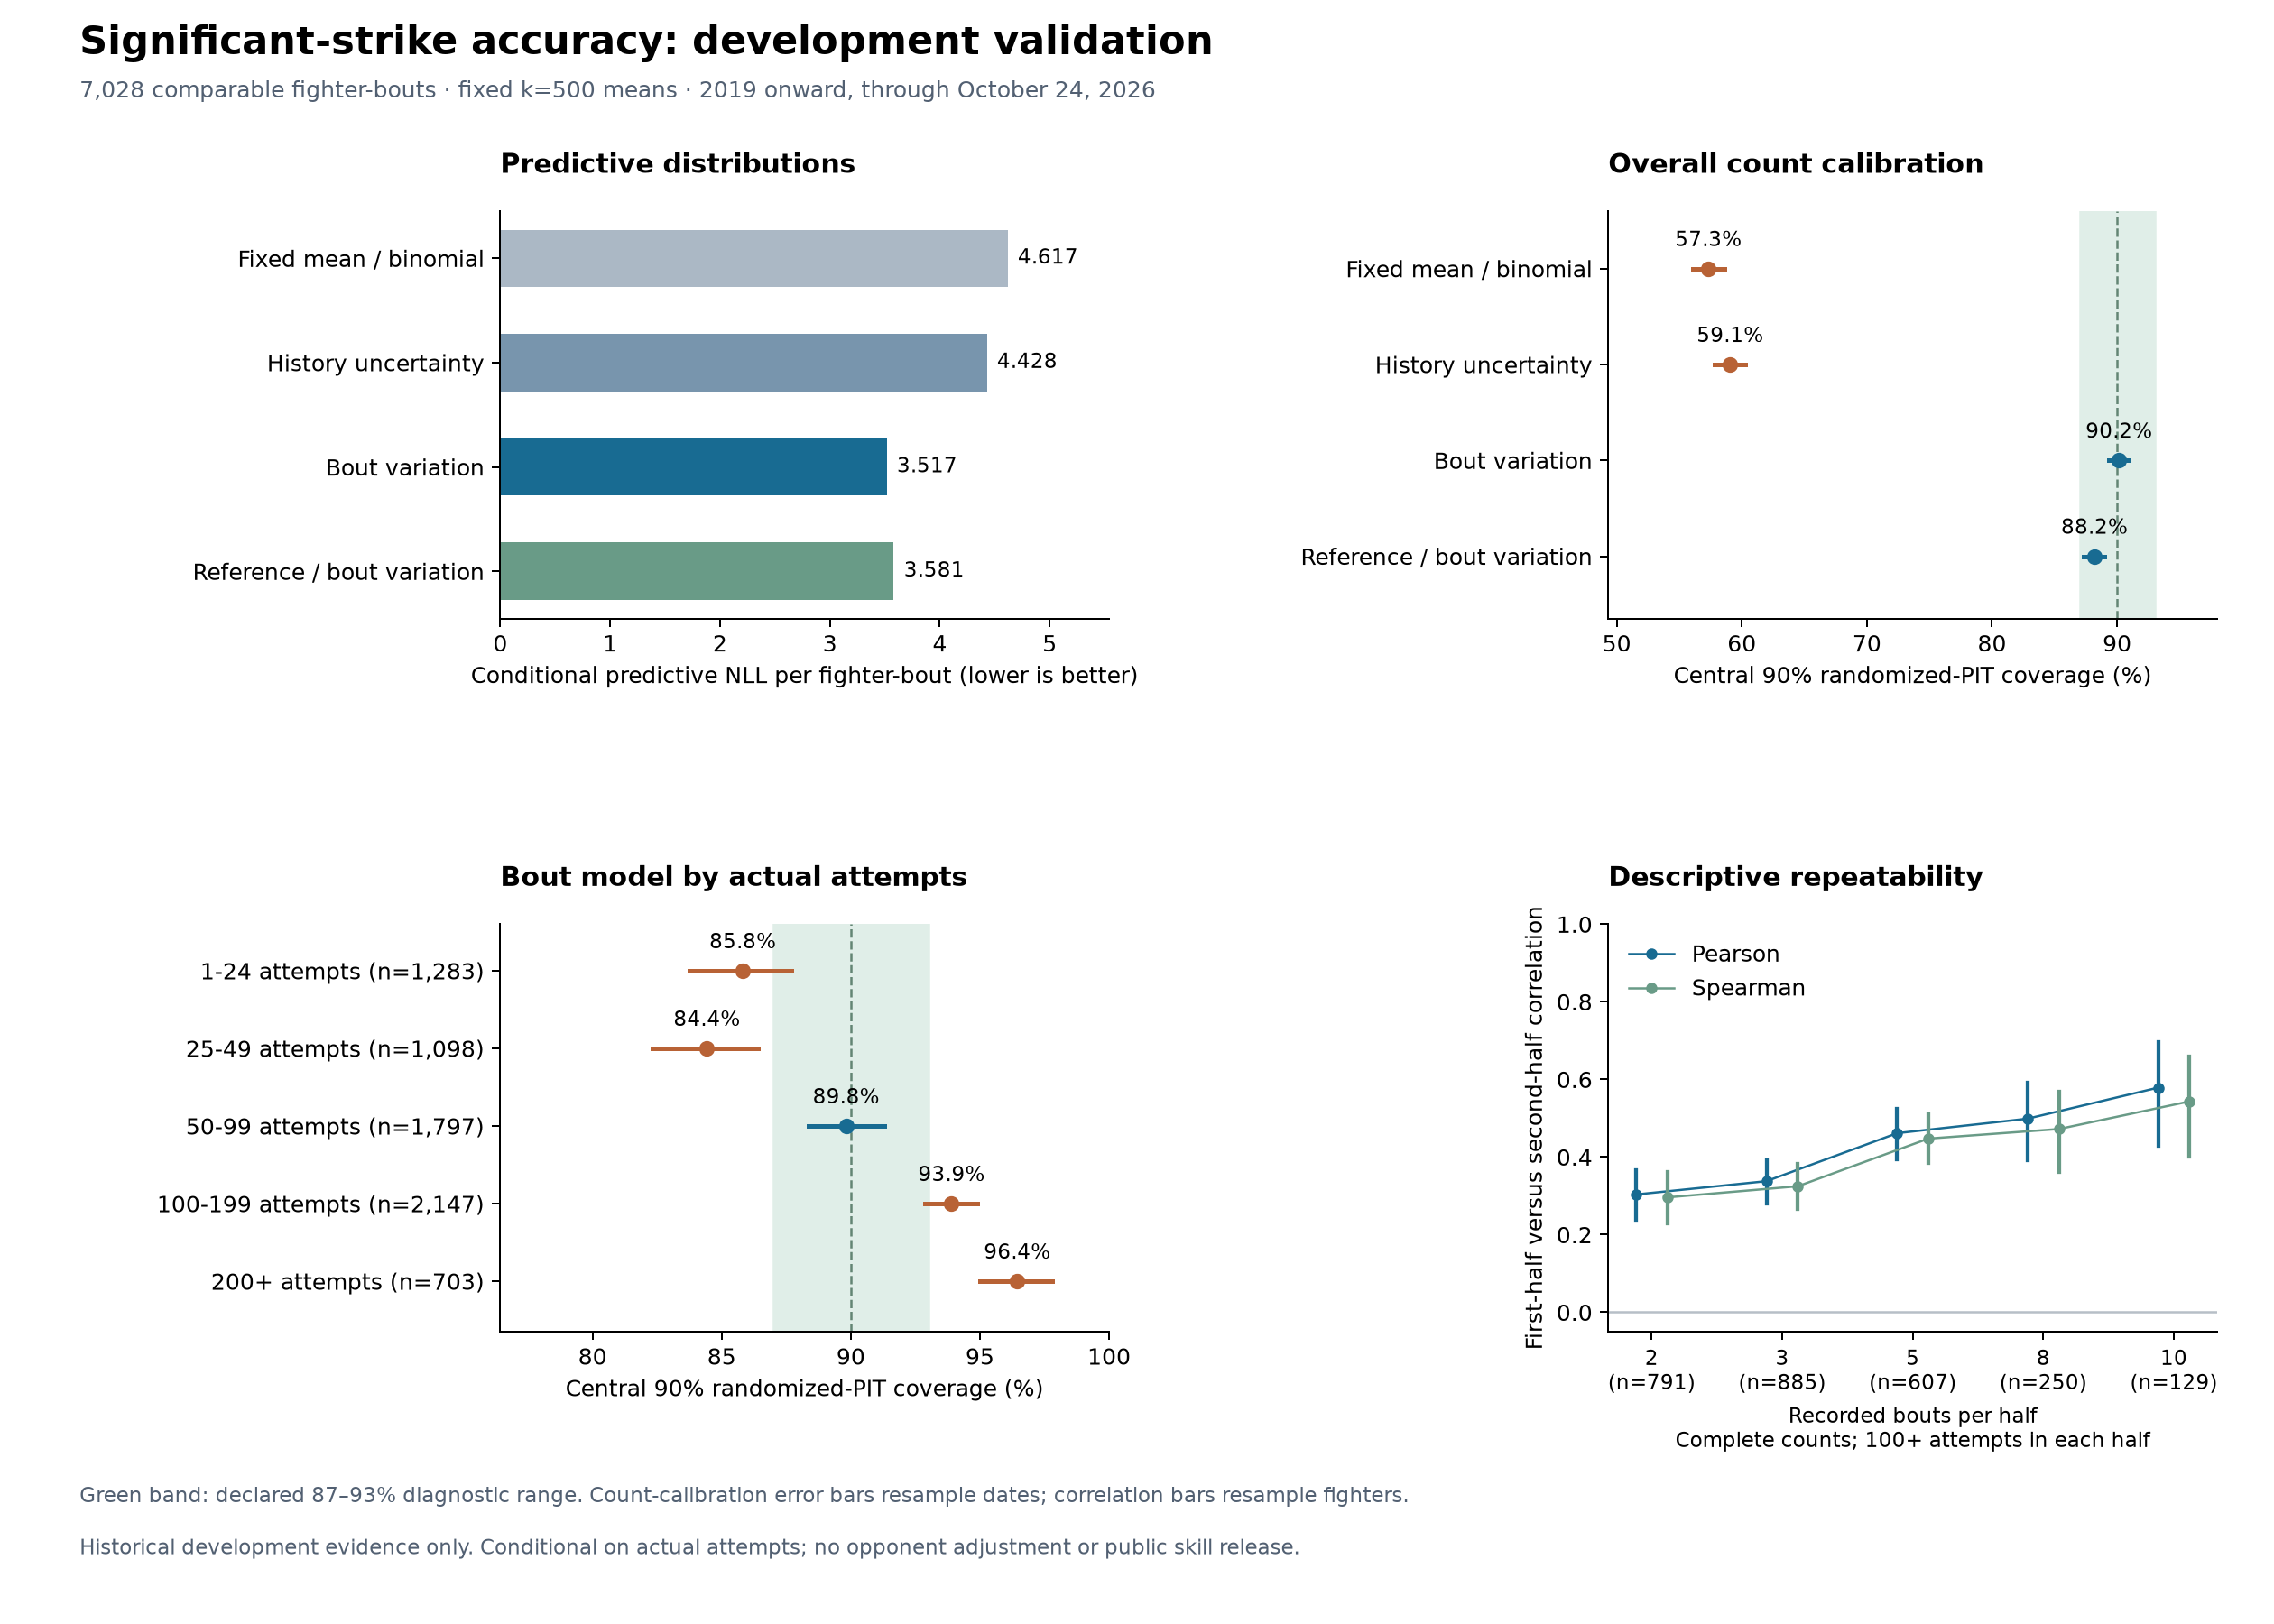 Significant-strike accuracy: development validation
7,028 comparable fighter-bouts · fixed k=500 means · 2019 onward, through October 24, 2026
Predictive distributions
Fixed mean / binomial
4.617
History uncertainty
4.428
Bout variation
3.517
Reference / bout variation
3.581
0 1 2 3 4 5
Conditional predictive NLL per fighter-bout (lower is better)
Overall count calibration
57.3%
Fixed mean / binomial
59.1%
History uncertainty
90.2%
Bout variation
88.2%
Reference / bout variation
50 60 70 80 90
Central 90% randomized-PIT coverage (%)
Bout model by actual attempts
85.8%
1-24 attempts (n=1,283)
84.4%
25-49 attempts (n=1,098)
89.8%
50-99 attempts (n=1,797)
93.9%
100-199 attempts (n=2,147)
96.4%
200+ attempts (n=703)
80 85 90 95 100
Central 90% randomized-PIT coverage (%)
Descriptive repeatability
First-half versus second-half correlation
1.0
0.8
0.6
0.4
0.2
0.0
Pearson
Spearman
2 3 5 8 10
(n=791) (n=885) (n=607) (n=250) (n=129)
Recorded bouts per half
Complete counts; 100+ attempts in each half
Green band: declared 87–93% diagnostic range. Count-calibration error bars resample dates; correlation bars resample fighters.
Historical development evidence only. Conditional on actual attempts; no opponent adjustment or public skill release.